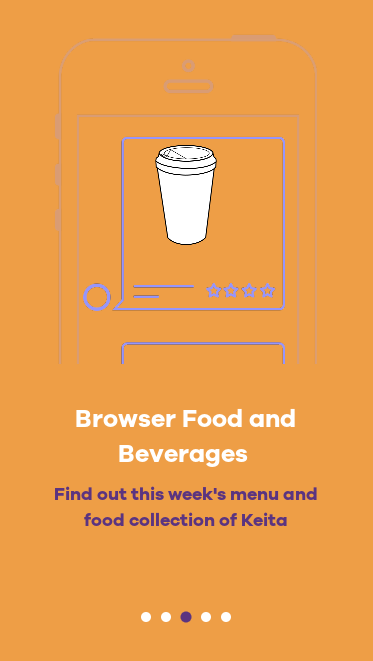 Browser Food and
Beverages
Find out this week's menu and
food collection of Keita